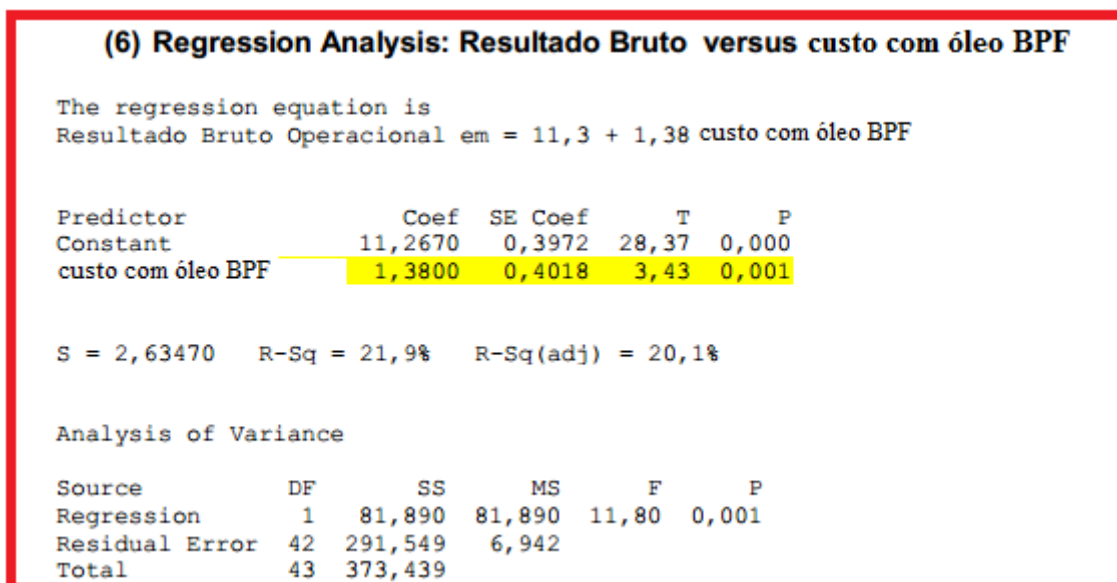 (6) Regression Analysis: Resultado Bruto versus custo com óleo BPF
The regression equation is
Resultado Bruto Operacional em = 11,3 + 1,38 custo com óleo BPF
Predictor Coef SE Coef T P
Constant 11,2670 0,3972 28,37 0,000
custo com óleo BPF 1,3800 0,4018 3,43 0,001
S = 2,63470 R-Sq = 21,9% R-Sq(adj) = 20,1%
Analysis of Variance
Source DF SS MS F P
Regression 1 81,890 81,890 11,80 0,001
Residual Error 42 291,549 6,942
Total 43 373,439